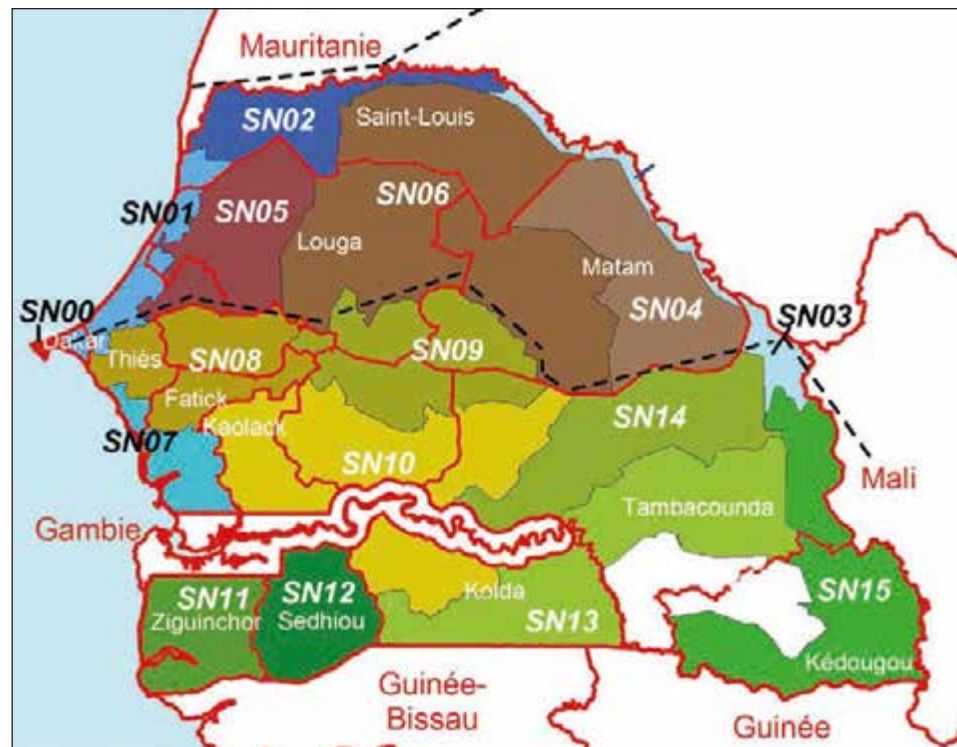 Mauritanie
SN02
Saint-Louis
SN01
SN05
SN06
Louga
Matam
SN04
SN00
SN03
Dakar
Thiès
SN08
SN09
Fatick
SN07
Kaolack
SN14
SN10
Mali
Gambie
Tambacounda
SN11
SN12
Kolda
SN15
Ziguinchor
Sedhiou
SN13
Kédougou
Guinée-
Bissau
Guinée